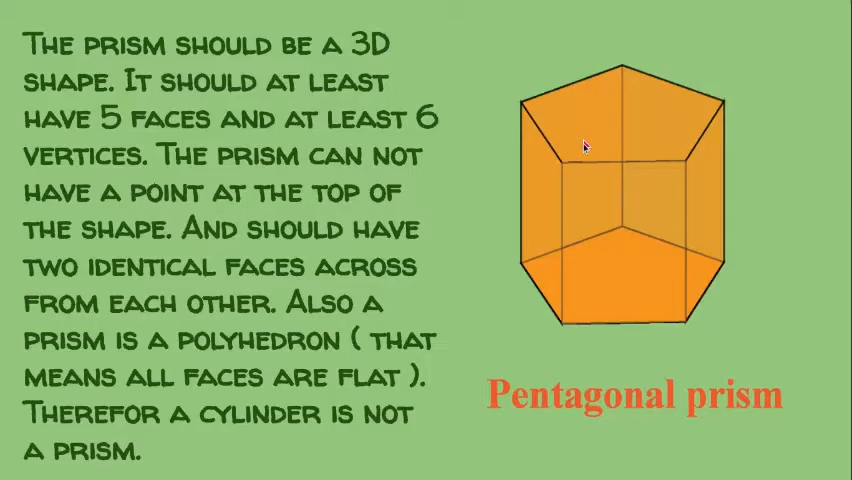 The prism should be a 3D
shape. It should at least
have 5 faces and at least 6
vertices. The prism can not
have a point at the top of
the shape. And should have
two identical faces across
from each other. Also a
prism is a polyhedron ( that
means all faces are flat ).
Therefor a cylinder is not
a prism.
Pentagonal prism